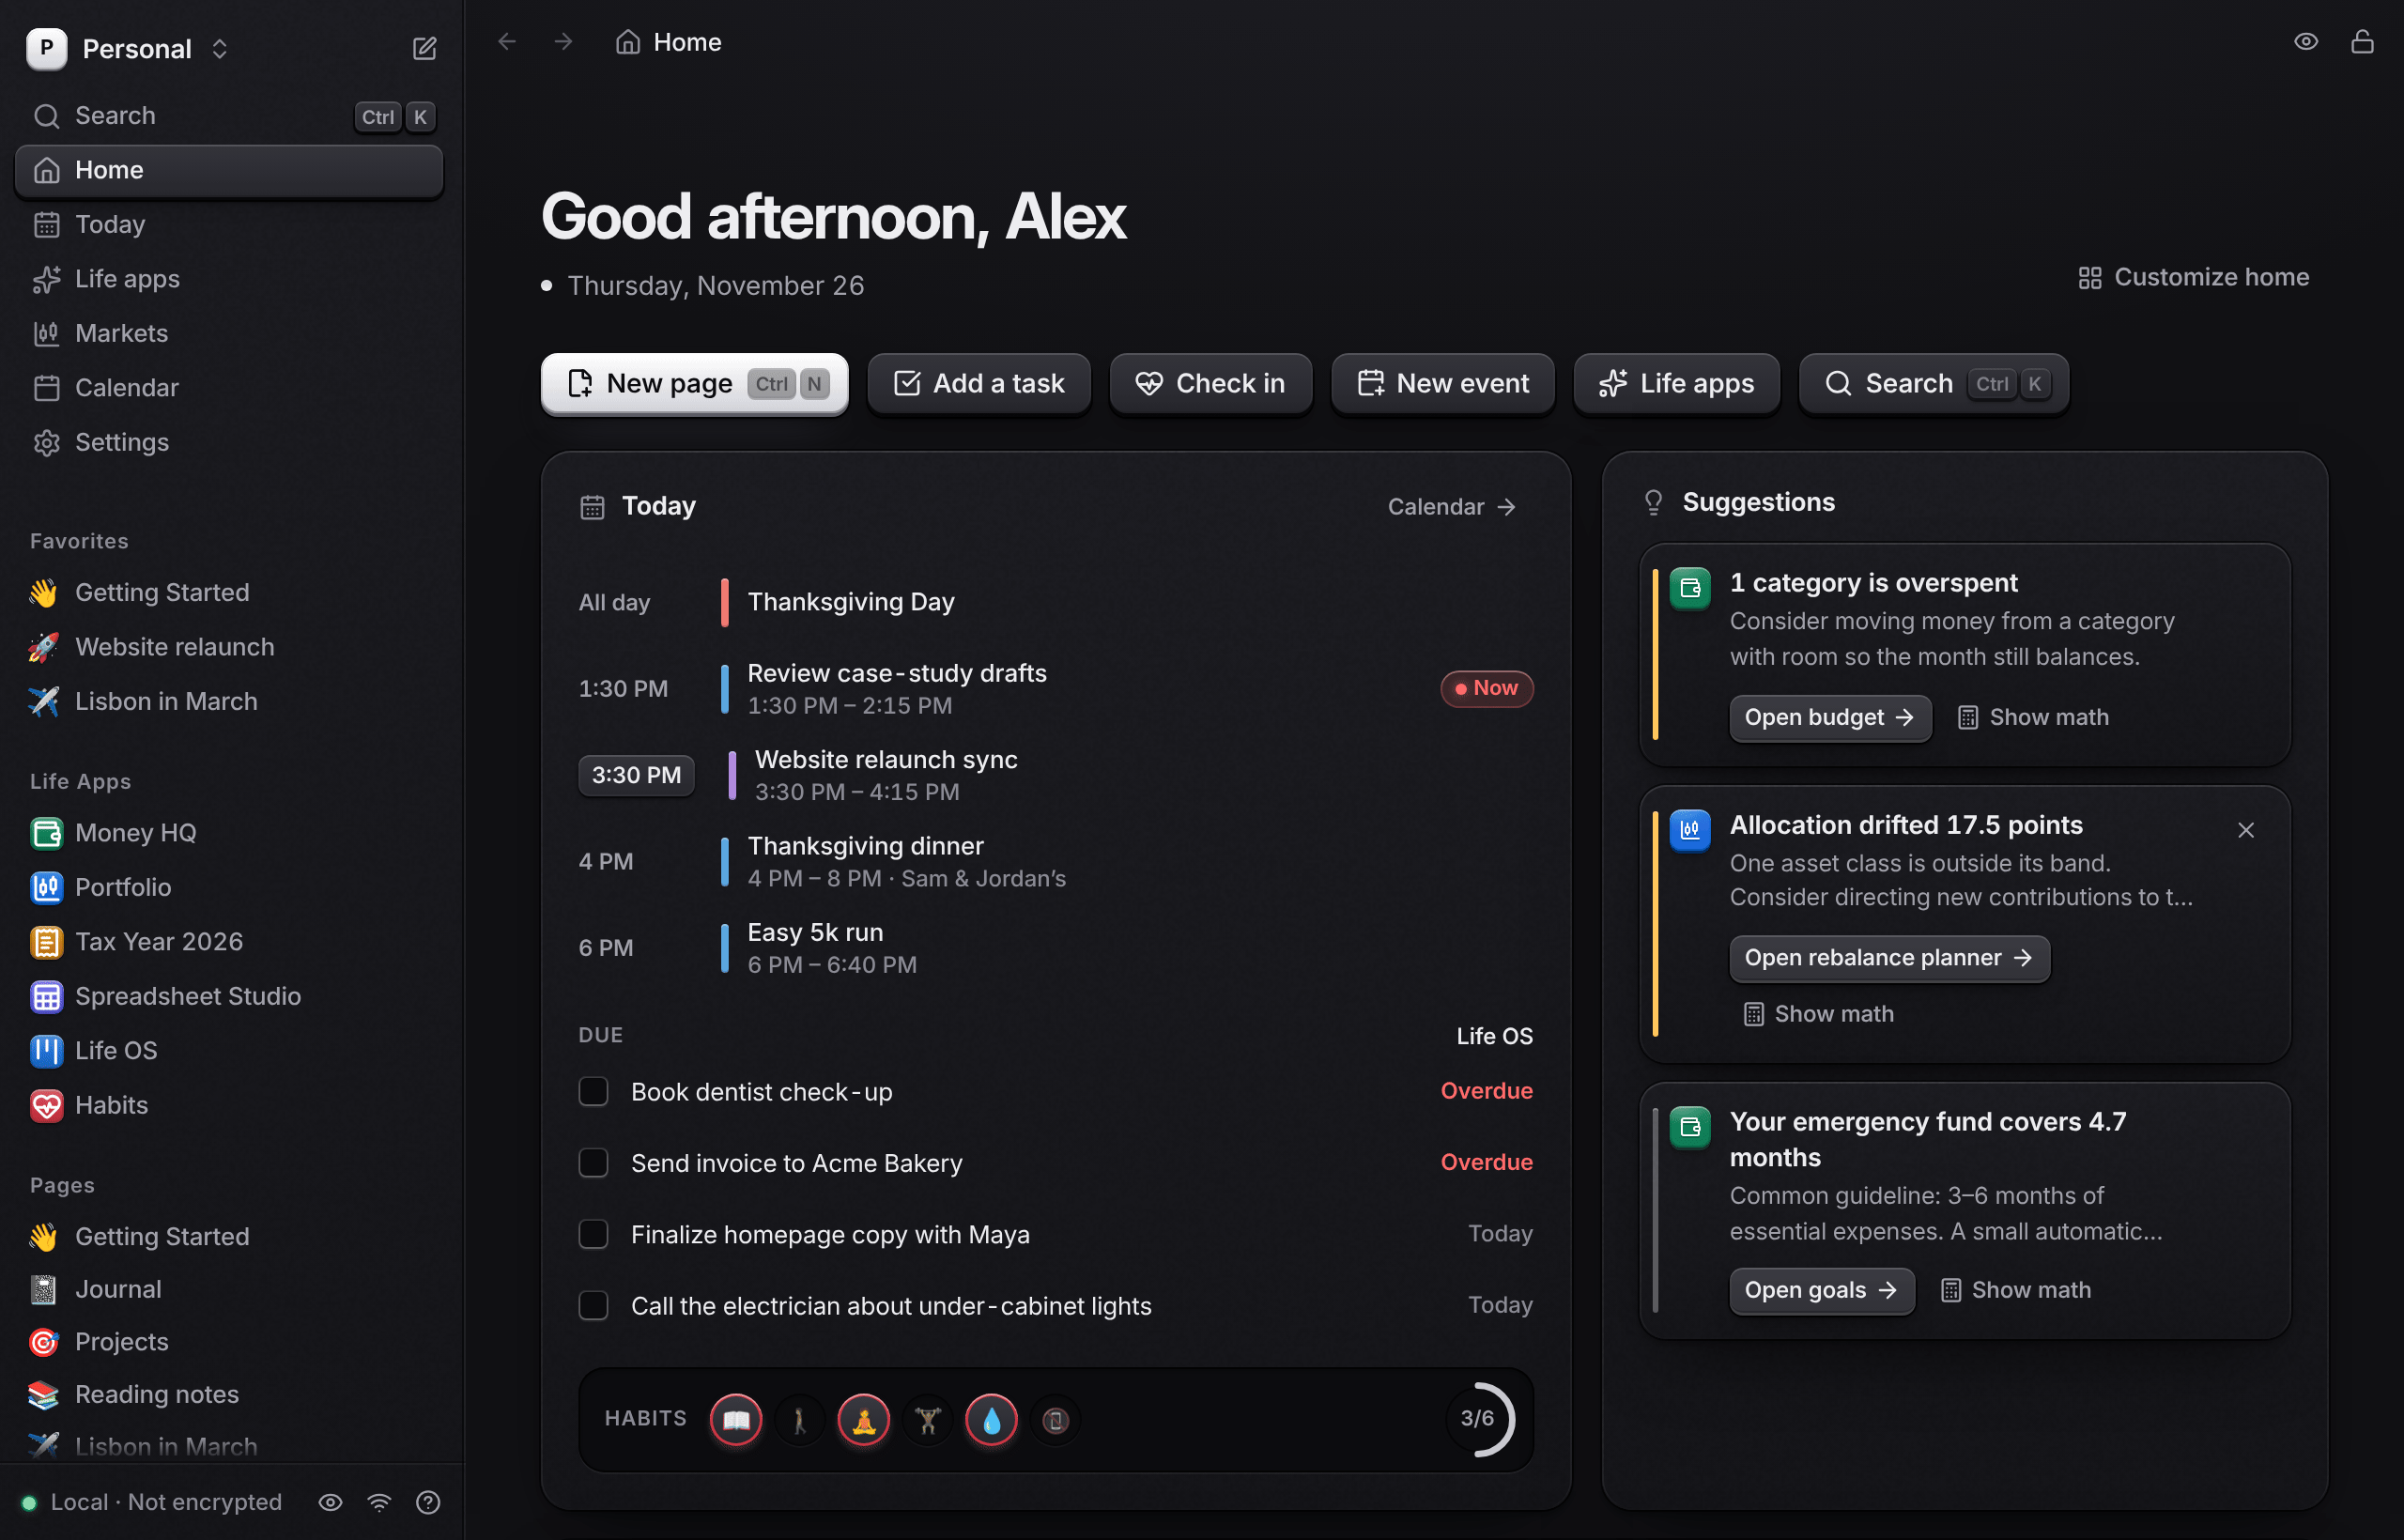 P Personal
Search Ctrl K
Home
Today
Life apps
Markets
Calendar
Settings
Favorites
Getting Started
Website relaunch
Lisbon in March
Life Apps
Money HQ
Portfolio
Tax Year 2026
Spreadsheet Studio
Life OS
Habits
Pages
Getting Started
Journal
Projects
Reading notes
Lisbon in March
Local · Not encrypted
Home
Good afternoon, Alex
Thursday, November 26
Customize home
New page Ctrl N
Add a task
Check in
New event
Life apps
Search Ctrl K
Today
Calendar
All day
Thanksgiving Day
1:30 PM
Review case-study drafts
1:30 PM – 2:15 PM
Now
3:30 PM
Website relaunch sync
3:30 PM – 4:15 PM
4 PM
Thanksgiving dinner
4 PM – 8 PM · Sam & Jordan’s
6 PM
Easy 5k run
6 PM – 6:40 PM
DUE
Life OS
Book dentist check-up
Overdue
Send invoice to Acme Bakery
Overdue
Finalize homepage copy with Maya
Today
Call the electrician about under-cabinet lights
Today
HABITS
3/6
Suggestions
1 category is overspent
Consider moving money from a category
with room so the month still balances.
Open budget
Show math
Allocation drifted 17.5 points
One asset class is outside its band.
Consider directing new contributions to t…
Open rebalance planner
Show math
Your emergency fund covers 4.7
months
Common guideline: 3–6 months of
essential expenses. A small automatic…
Open goals
Show math